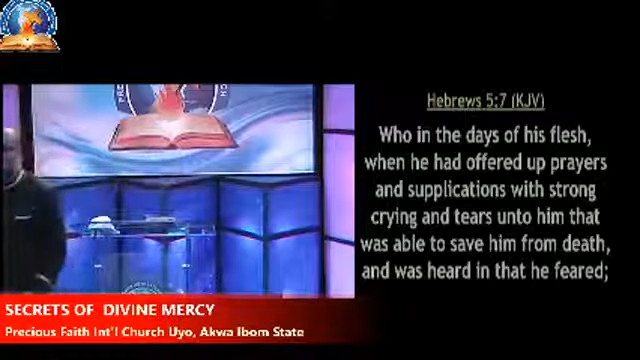 Hebrews 5:7 (KJV)
Who in the days of his flesh,
when he had offered up prayers
and supplications with strong
crying and tears unto him that
was able to save him from death,
and was heard in that he feared;
SECRETS OF DIVINE MERCY
Precious Faith Int'l Church Uyo, Akwa Ibom State